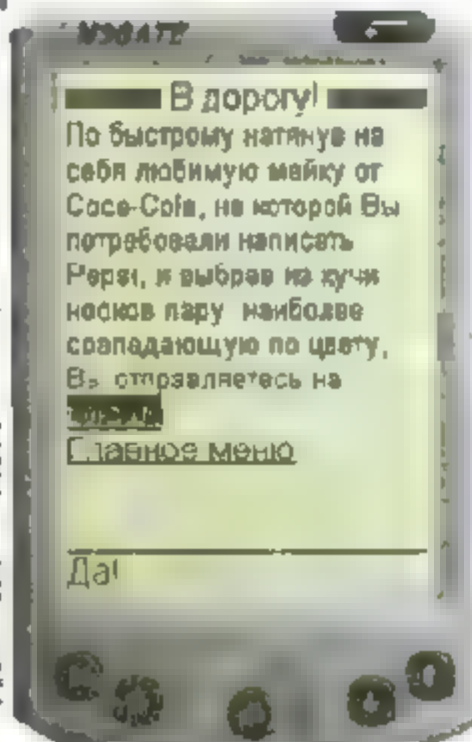 В дорогу!
По быстрому натянув на
себя любимую майку от
Coca-Cola, на которой Вы
потребовали написать
Pepsi, и выбрав из кучи
носков пару наиболее
совпадающую по цвету,
Вы отправляетесь на
Главное меню
Да!